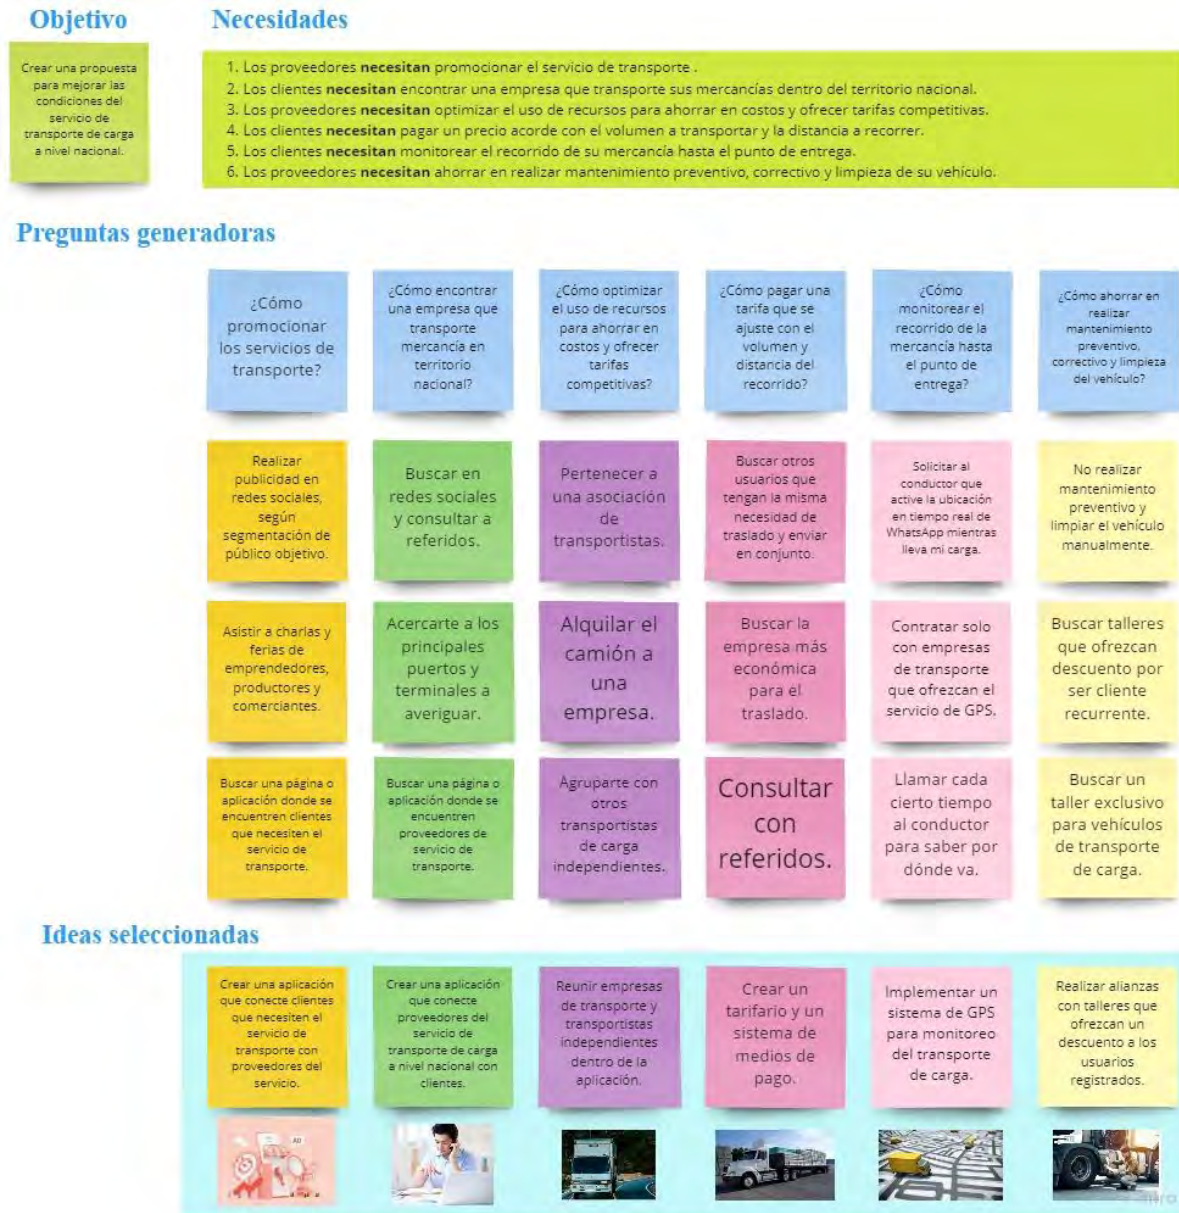 Objetivo
Necesidades
Crear una propuesta
para mejorar las
condiciones del
servicio de
transporte de carga
a nivel nacional.
1. Los proveedores necesitan promocionar el servicio de transporte .
2. Los clientes necesitan encontrar una empresa que transporte sus mercancías dentro del territorio nacional.
3. Los proveedores necesitan optimizar el uso de recursos para ahorrar en costos y ofrecer tarifas competitivas.
4. Los clientes necesitan pagar un precio acorde con el volumen a transportar y la distancia a recorrer.
5. Los clientes necesitan monitorear el recorrido de su mercancía hasta el punto de entrega.
6. Los proveedores necesitan ahorrar en realizar mantenimiento preventivo, correctivo y limpieza de su vehículo.
Preguntas generadoras
¿Cómo
promocionar
los servicios de
transporte?
¿Cómo encontrar
una empresa que
transporte
mercancía en
territorio
nacional?
¿Cómo optimizar
el uso de recursos
para ahorrar en
costos y ofrecer
tarifas
competitivas?
¿Cómo pagar una
tarifa que se
ajuste con el
volumen y
distancia del
recorrido?
¿Cómo
monitorear el
recorrido de la
mercancía hasta
el punto de
entrega?
¿Cómo ahorrar en
realizar
mantenimiento
preventivo,
correctivo y limpieza
del vehículo?
Realizar
publicidad en
redes sociales,
según
segmentación de
público objetivo.
Buscar en
redes sociales
y consultar a
referidos.
Pertenecer a
una asociación
de
transportistas.
Buscar otros
usuarios que
tengan la misma
necesidad de
traslado y enviar
en conjunto.
Solicitar al
conductor que
active la ubicación
en tiempo real de
WhatsApp mientras
lleva mi carga.
No realizar
mantenimiento
preventivo y
limpiar el vehículo
manualmente.
Asistir a charlas y
ferias de
emprendedores,
productores y
comerciantes.
Acercarte a los
principales
puertos y
terminales a
averiguar.
Alquilar el
camión a
una
empresa.
Buscar la
empresa más
económica
para el
traslado.
Contratar solo
con empresas
de transporte
que ofrezcan el
servicio de GPS.
Buscar talleres
que ofrezcan
descuento por
ser cliente
recurrente.
Buscar una página o
aplicación donde se
encuentren clientes
que necesiten el
servicio de
transporte.
Buscar una página o
aplicación donde se
encuentren
proveedores de
servicio de
transporte.
Agruparte con
otros
transportistas
de carga
independientes.
Consultar
con
referidos.
Llamar cada
cierto tiempo
al conductor
para saber por
dónde va.
Buscar un
taller exclusivo
para vehículos
de transporte
de carga.
Ideas seleccionadas
Crear una aplicación
que conecte clientes
que necesiten el
servicio de
transporte con
proveedores del
servicio.
Crear una aplicación
que conecte
proveedores del
servicio de
transporte de carga
a nivel nacional con
clientes.
Reunir empresas
de transporte y
transportistas
independientes
dentro de la
aplicación.
Crear un
tarifario y un
sistema de
medios de
pago.
Implementar un
sistema de GPS
para monitoreo
del transporte
de carga.
Realizar alianzas
con talleres que
ofrezcan un
descuento a los
usuarios
registrados.
AD
miro